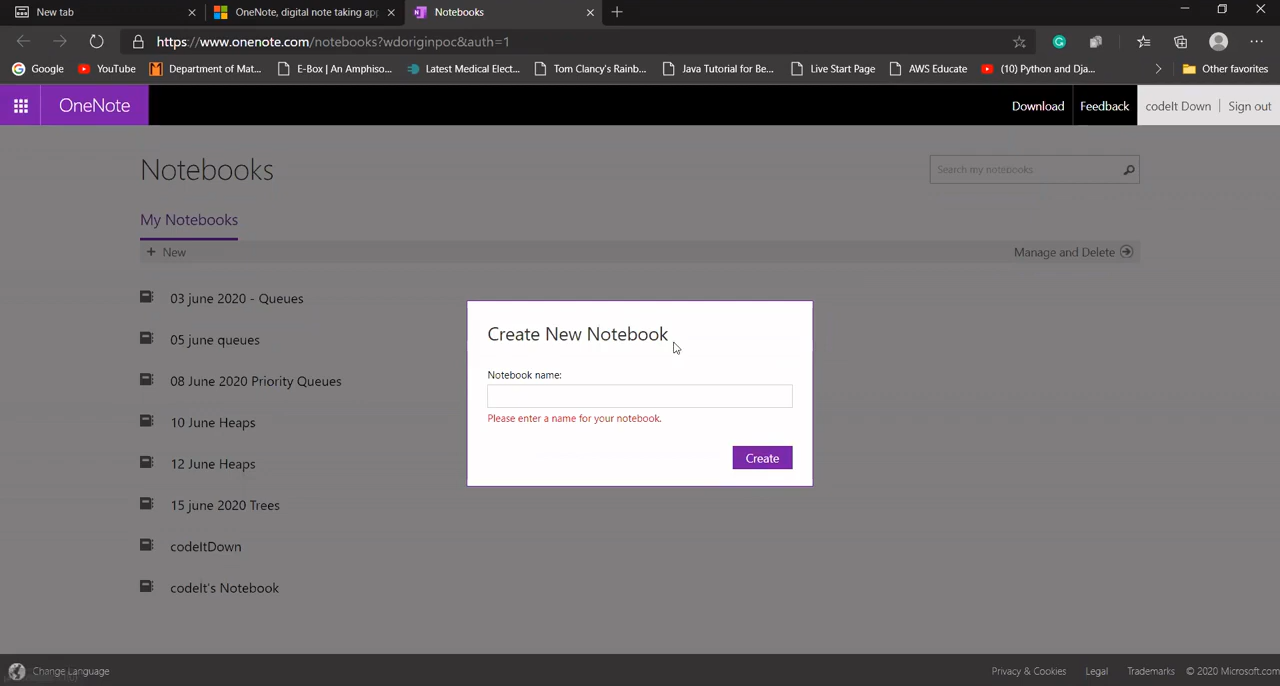 New tab
OneNote, digital note taking app
Notebooks
https://www.onenote.com/notebooks?wdoriginpoc&auth=1
Google
YouTube
Department of Mat...
E-Box | An Amphiso...
Latest Medical Elect...
Tom Clancy's Rainb...
Java Tutorial for Be...
Live Start Page
AWS Educate
(10) Python and Dja...
Other favorites
OneNote
Download
Feedback
codeIt Down
Sign out
Notebooks
Search my notebooks
My Notebooks
+ New
Manage and Delete
03 june 2020 - Queues
05 june queues
08 June 2020 Priority Queues
10 June Heaps
12 June Heaps
15 june 2020 Trees
codeItDown
codeIt's Notebook
Create New Notebook
Notebook name:
Please enter a name for your notebook.
Create
Change Language
Privacy & Cookies
Legal
Trademarks
© 2020 Microsoft.com